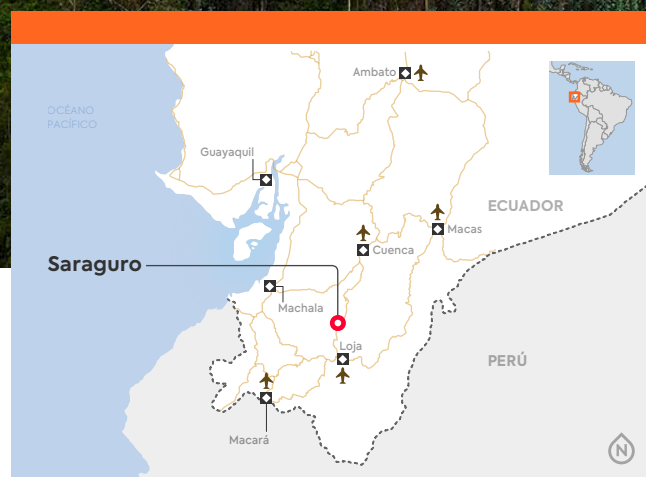 Ambato
OCÉANO
PACÍFICO
Guayaquil
ECUADOR
Macas
Cuenca
Saraguro
Machala
Loja
PERÚ
Macará
N